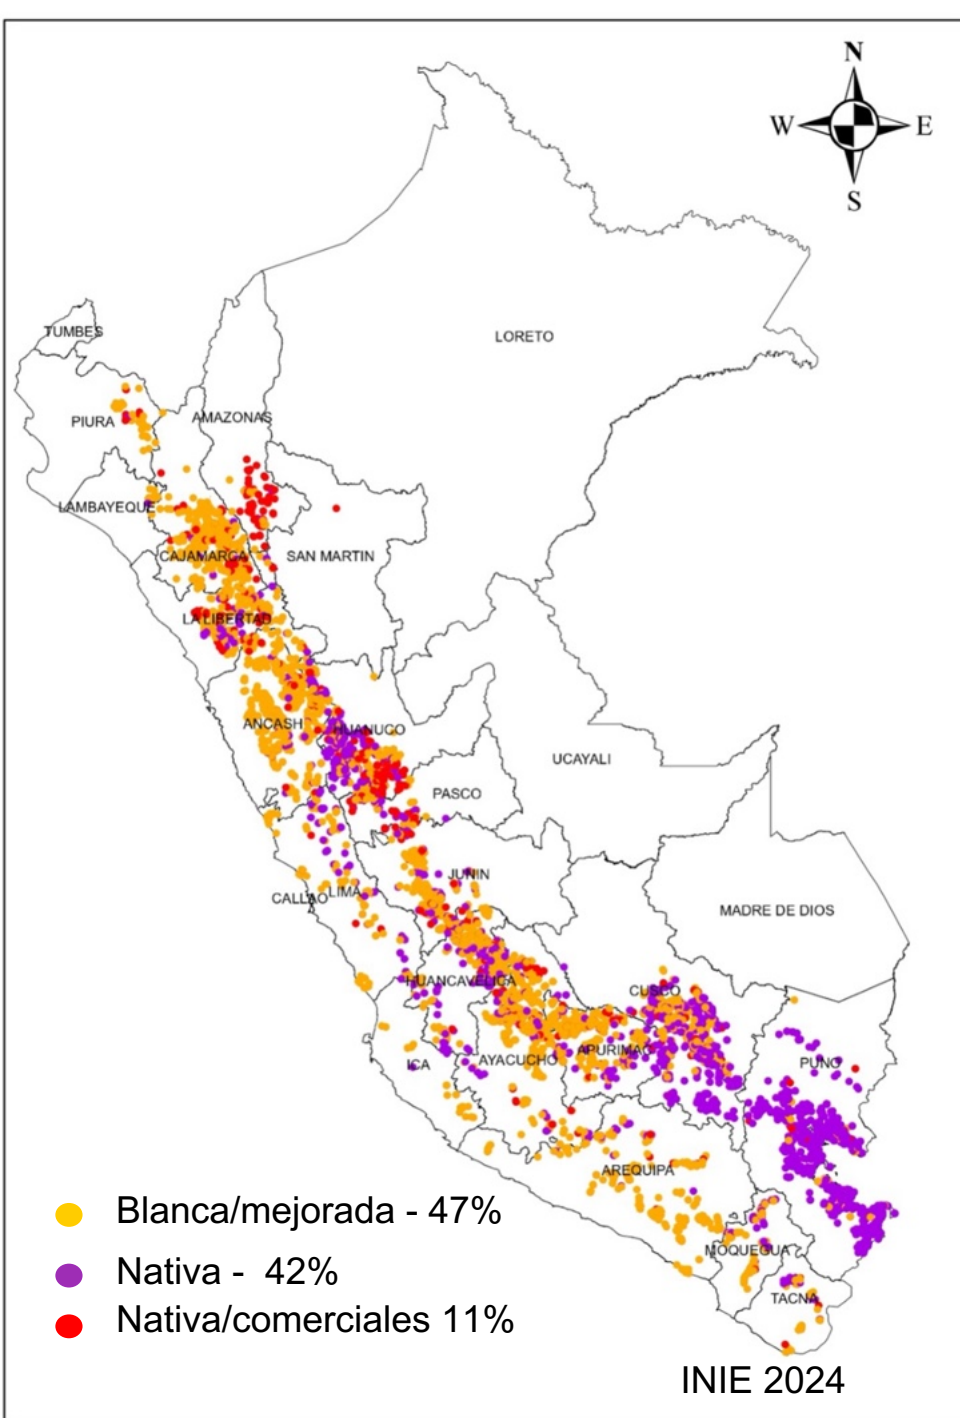 N
W E
S
TUMBES
LORETO
PIURA
AMAZONAS
LAMBAYEQUE
CAJAMARCA
SAN MARTIN
LA LIBERTAD
ANCASH
HUANUCO
UCAYALI
PASCO
JUNIN
CALLAO
LIMA
MADRE DE DIOS
HUANCAVELICA
CUSCO
ICA
AYACUCHO
APURIMAC
PUNO
AREQUIPA
MOQUEGUA
TACNA
Blanca/mejorada - 47%
Nativa - 42%
Nativa/comerciales 11%
INIE 2024